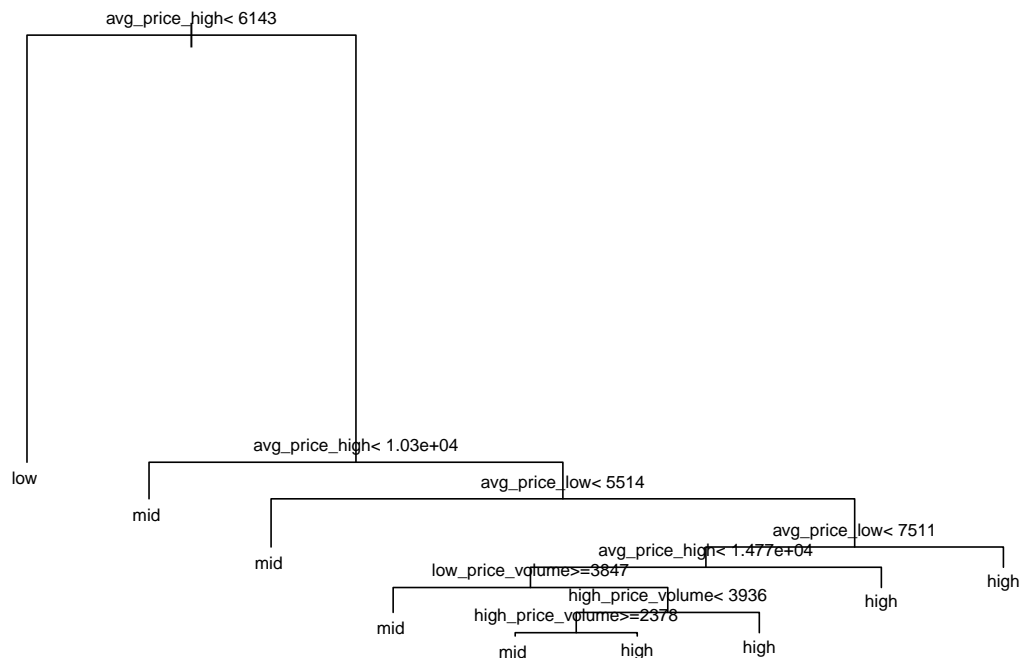 avg_price_high< 6143
avg_price_high< 1.03e+04
low
avg_price_low< 5514
mid
avg_price_low< 7511
avg_price_high< 1.477e+04
mid
low_price_volume>=3847
high
high_price_volume< 3936
high
high_price_volume>=2378
mid
high
mid
high